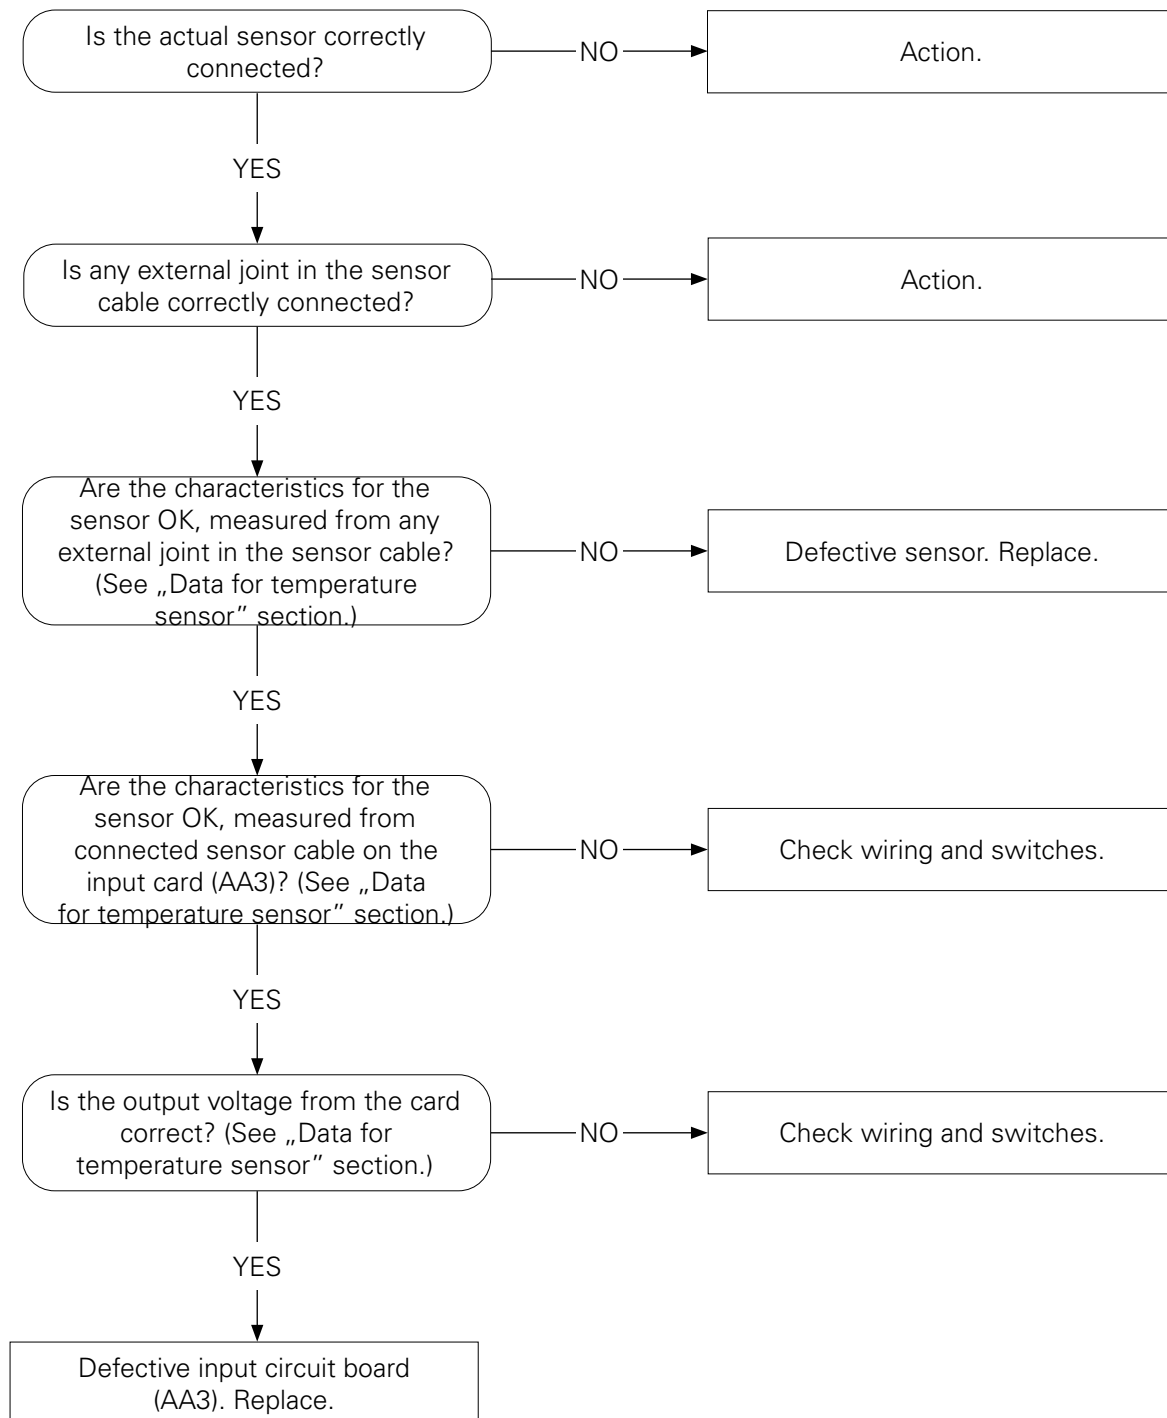 Is the actual sensor correctly
connected?
NO
Action.
YES
Is any external joint in the sensor
cable correctly connected?
NO
Action.
YES
Are the characteristics for the
sensor OK, measured from any
external joint in the sensor cable?
(See „Data for temperature
sensor” section.)
NO
Defective sensor. Replace.
YES
Are the characteristics for the
sensor OK, measured from
connected sensor cable on the
input card (AA3)? (See „Data
for temperature sensor” section.)
NO
Check wiring and switches.
YES
Is the output voltage from the card
correct? (See „Data for
temperature sensor” section.)
NO
Check wiring and switches.
YES
Defective input circuit board
(AA3). Replace.